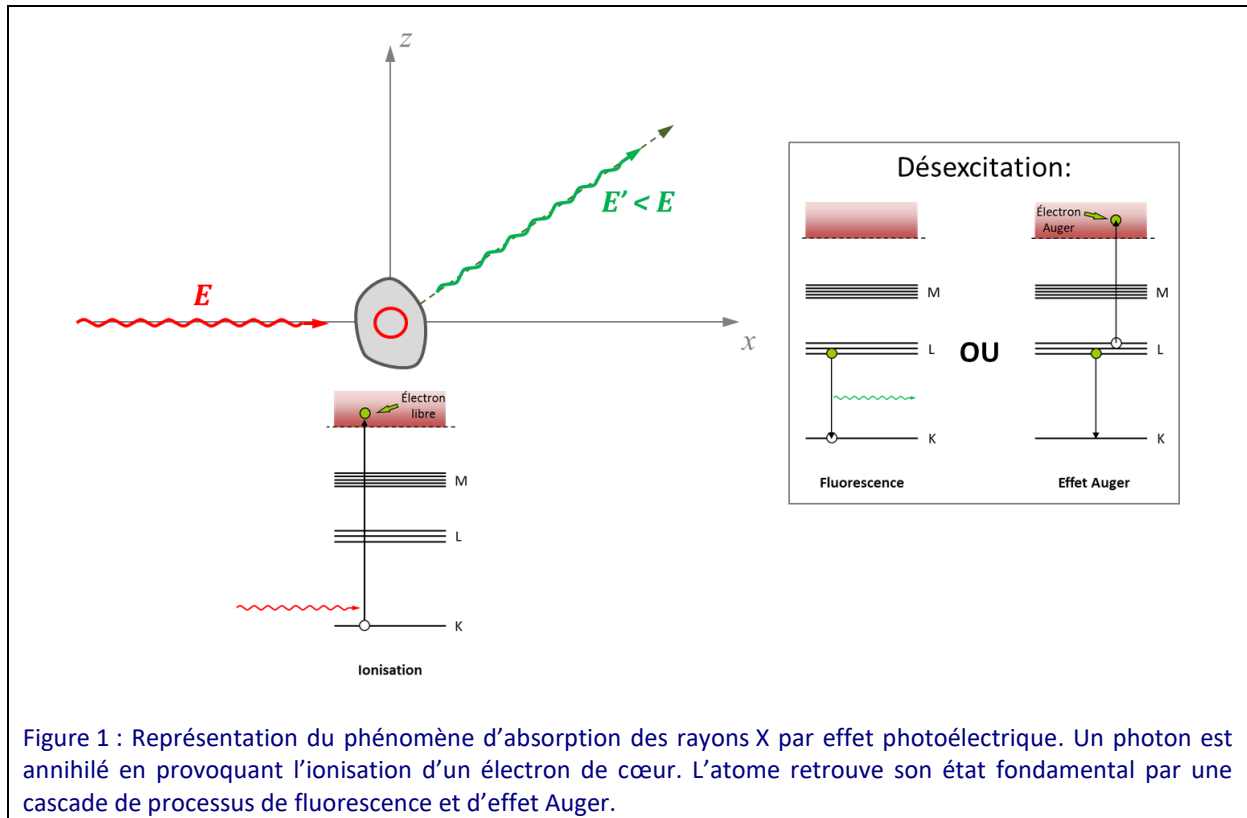 z
E
E' < E
x
Électron
libre
M
L
K
Ionisation
Désexcitation:
M
L
K
Fluorescence
OU
Électron
Auger
M
L
K
Effet Auger
Figure 1 : Représentation du phénomène d’absorption des rayons X par effet photoélectrique. Un photon est
annihilé en provoquant l’ionisation d’un électron de cœur. L’atome retrouve son état fondamental par une
cascade de processus de fluorescence et d’effet Auger.